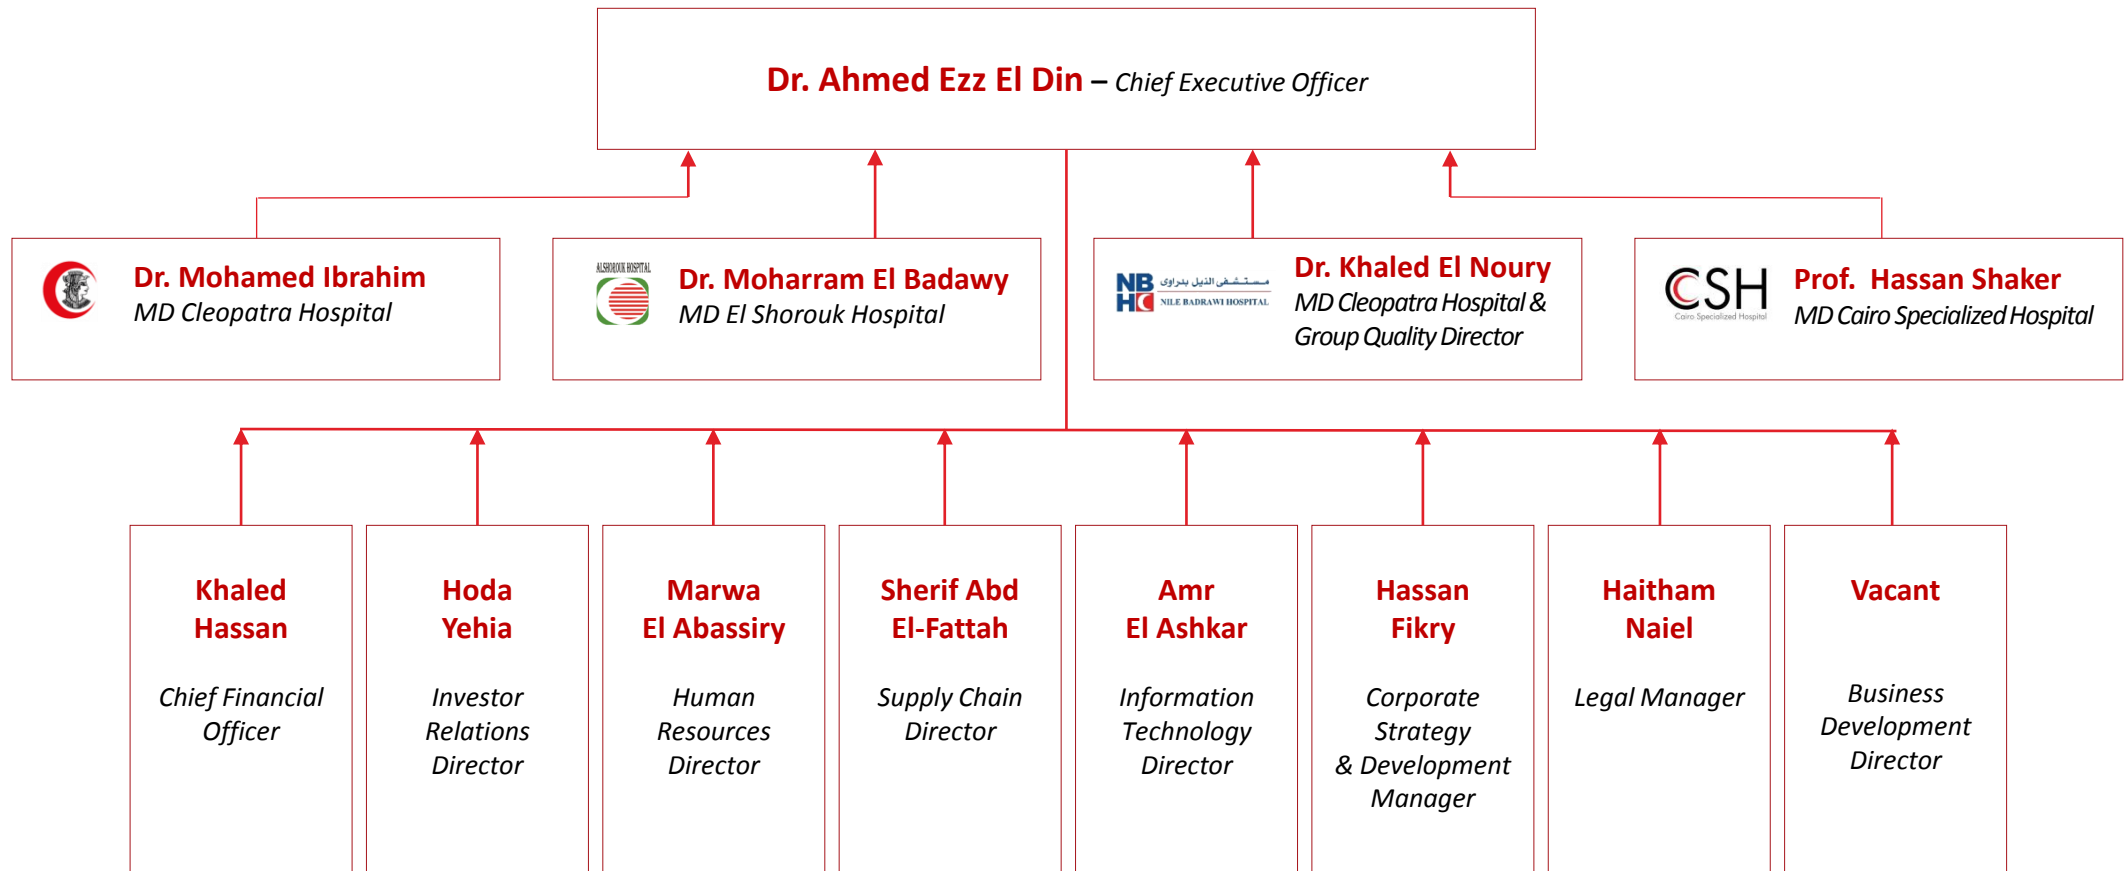 Dr. Ahmed Ezz El Din – Chief Executive Officer
Dr. Mohamed Ibrahim
MD Cleopatra Hospital
ALSHOROUK HOSPITAL
Dr. Moharram El Badawy
MD El Shorouk Hospital
NB
HC
مستشفى النيل بدراوى
NILE BADRAWI HOSPITAL
Dr. Khaled El Noury
MD Cleopatra Hospital &
Group Quality Director
CSH
Cairo Specialized Hospital
Prof. Hassan Shaker
MD Cairo Specialized Hospital
Khaled
Hassan
Chief Financial
Officer
Hoda
Yehia
Investor
Relations
Director
Marwa
El Abassiry
Human
Resources
Director
Sherif Abd
El-Fattah
Supply Chain
Director
Amr
El Ashkar
Information
Technology
Director
Hassan
Fikry
Corporate
Strategy
& Development
Manager
Haitham
Naiel
Legal Manager
Vacant
Business
Development
Director